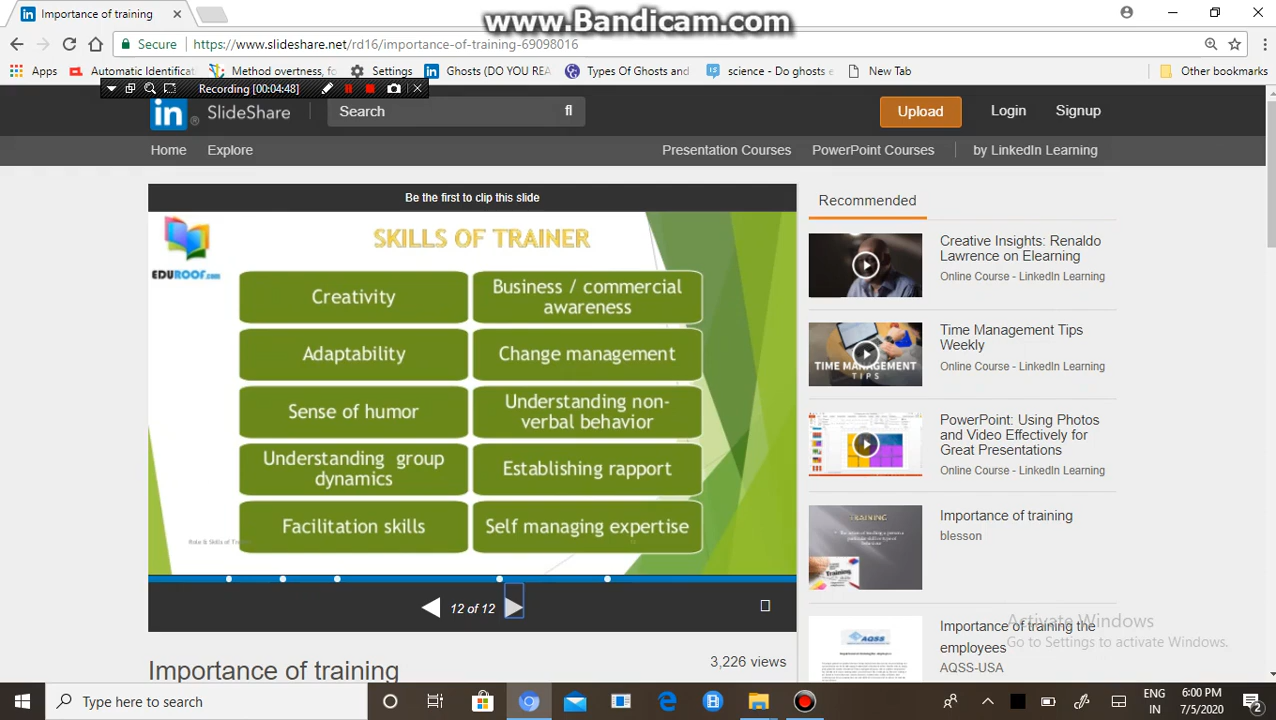 Importance of training
www.Bandicam.com
Secure
https://www.slideshare.net/rd16/importance-of-training-69098016
Apps
Automatic Identificat
Method overtness, fo
Settings
Ghosts (DO YOU REA
Types Of Ghosts and
science - Do ghosts e
New Tab
Other bookmarks
Recording [00:04:48]
in SlideShare
Search
Upload
Login
Signup
Home
Explore
Presentation Courses
PowerPoint Courses
by LinkedIn Learning
Be the first to clip this slide
EDUROOF.com
SKILLS OF TRAINER
Creativity
Business / commercial
awareness
Adaptability
Change management
Sense of humor
Understanding non-
verbal behavior
Understanding group
dynamics
Establishing rapport
Facilitation skills
Self managing expertise
12 of 12
Importance of training
3,226 views
Recommended
Creative Insights: Renaldo
Lawrence on Elearning
Online Course - LinkedIn Learning
TIME MANAGEMENT
TIPS
Time Management Tips
Weekly
Online Course - LinkedIn Learning
PowerPoint: Using Photos
and Video Effectively for
Great Presentations
Online Course - LinkedIn Learning
TRAINING
Importance of training
blesson
AQSS
Importance of training the
employees
AQSS-USA
Activate Windows
Go to Settings to activate Windows.
Type here to search
ENG
IN
6:00 PM
7/5/2020
2